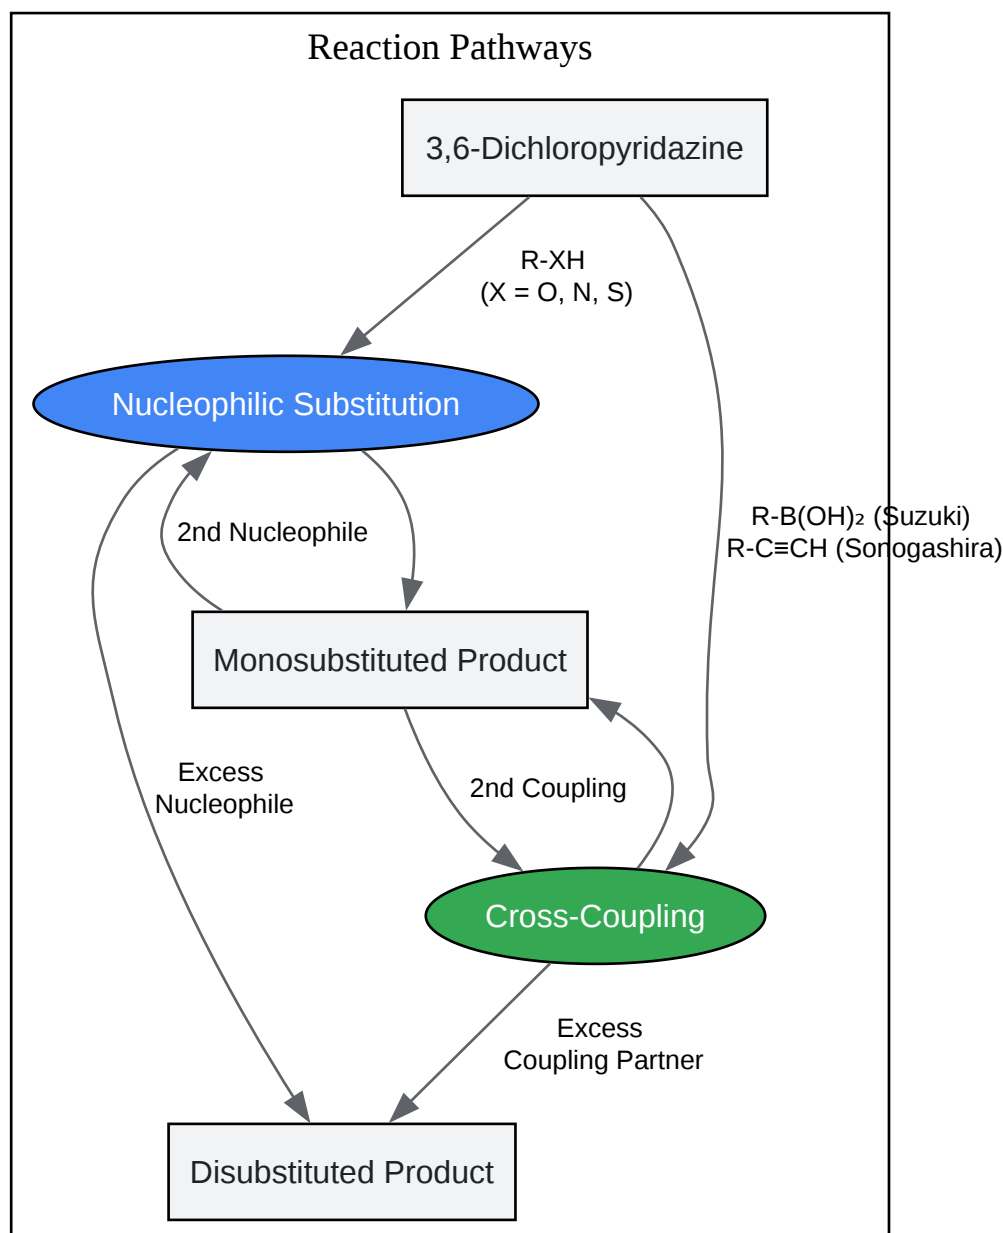 Reaction Pathways
3,6-Dichloropyridazine
R-XH
(X = O, N, S)
Nucleophilic Substitution
R-B(OH)₂ (Suzuki)
R-C≡CH (Sonogashira)
2nd Nucleophile
Monosubstituted Product
Excess
Nucleophile
2nd Coupling
Cross-Coupling
Excess
Coupling Partner
Disubstituted Product